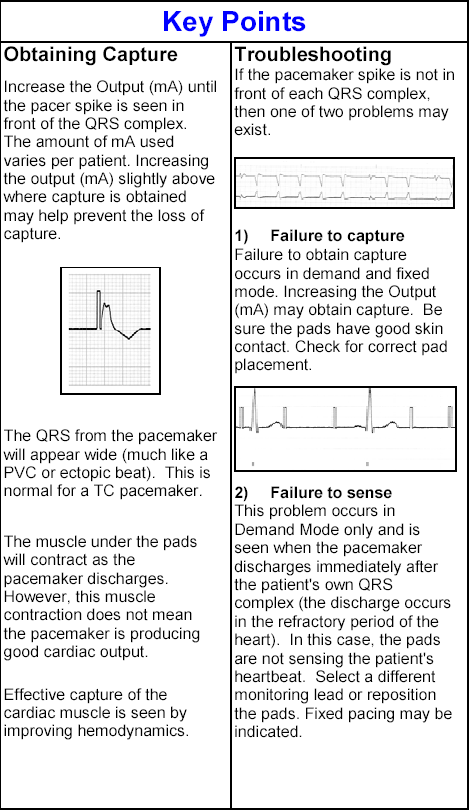 Key Points
Obtaining Capture
Increase the Output (mA) until
the pacer spike is seen in
front of the QRS complex.
The amount of mA used
varies per patient. Increasing
the output (mA) slightly above
where capture is obtained
may help prevent the loss of
capture.
The QRS from the pacemaker
will appear wide (much like a
PVC or ectopic beat).  This is
normal for a TC pacemaker.
The muscle under the pads
will contract as the
pacemaker discharges.
However, this muscle
contraction does not mean
the pacemaker is producing
good cardiac output.
Effective capture of the
cardiac muscle is seen by
improving hemodynamics.
Troubleshooting
If the pacemaker spike is not in
front of each QRS complex,
then one of two problems may
exist.
1) Failure to capture
Failure to obtain capture
occurs in demand and fixed
mode. Increasing the Output
(mA) may obtain capture.  Be
sure the pads have good skin
contact. Check for correct pad
placement.
2) Failure to sense
This problem occurs in
Demand Mode only and is
seen when the pacemaker
discharges immediately after
the patient's own QRS
complex (the discharge occurs
in the refractory period of the
heart).  In this case, the pads
are not sensing the patient's
heartbeat.  Select a different
monitoring lead or reposition
the pads. Fixed pacing may be
indicated.